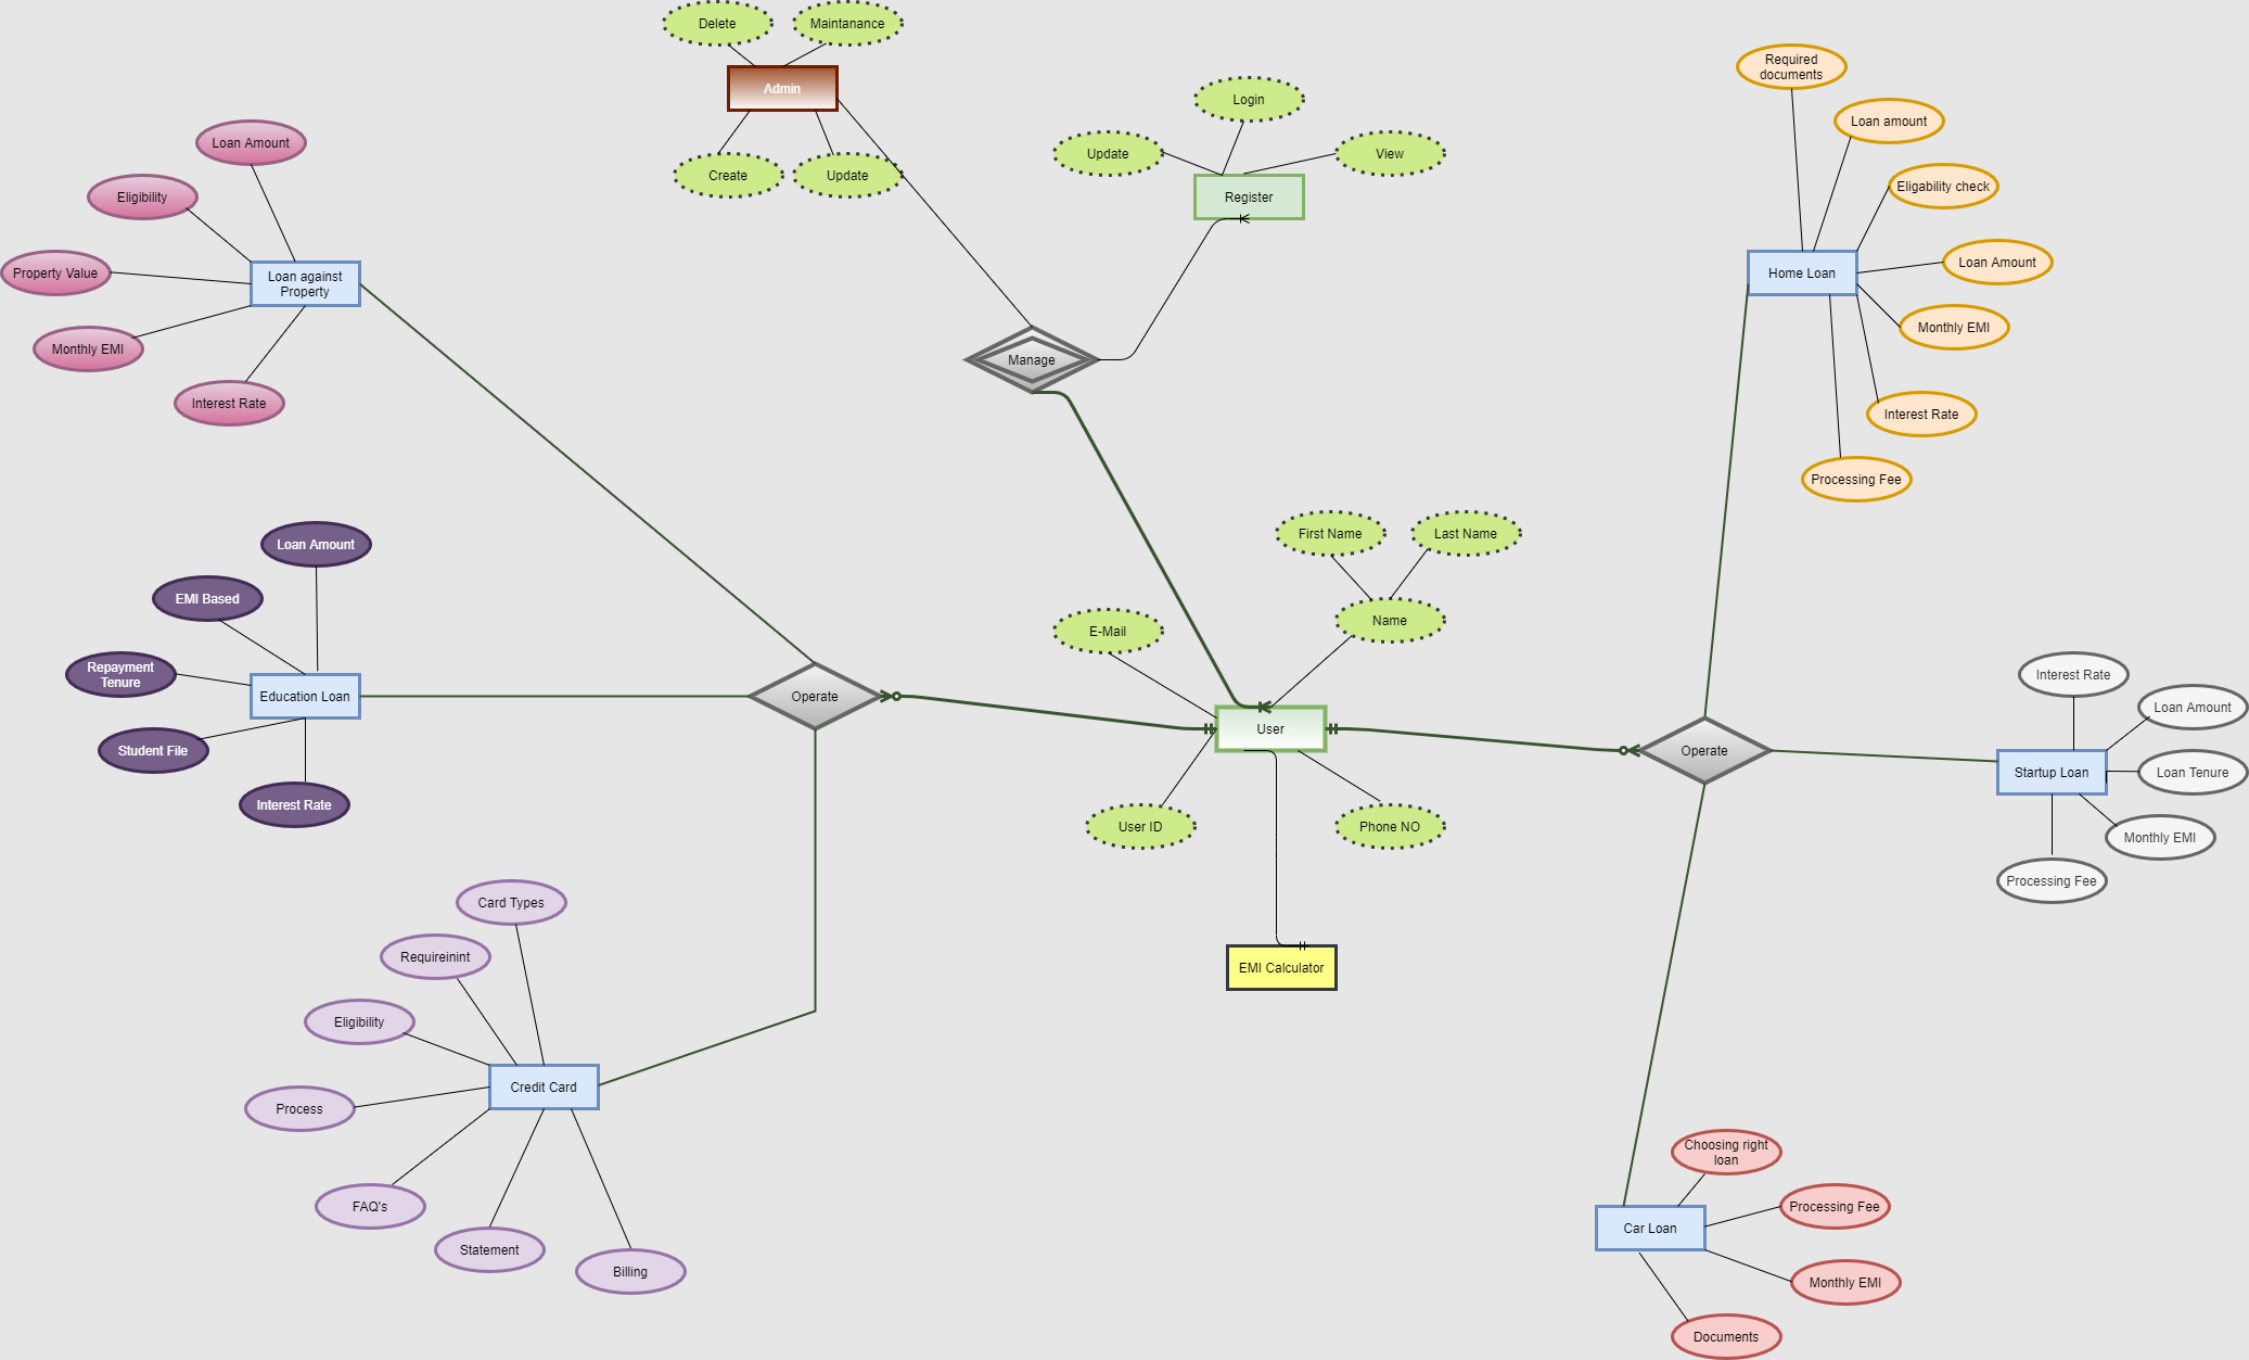 Delete
Maintanance
Admin
Create
Update
Login
Update
View
Register
Manage
Loan Amount
Eligibility
Property Value
Loan against
Property
Monthly EMI
Interest Rate
Required
documents
Loan amount
Eligability check
Home Loan
Loan Amount
Monthly EMI
Interest Rate
Processing Fee
Loan Amount
EMI Based
Repayment
Tenure
Education Loan
Student File
Interest Rate
Operate
First Name
Last Name
Name
E-Mail
User
User ID
Phone NO
EMI Calculator
Operate
Interest Rate
Loan Amount
Startup Loan
Loan Tenure
Monthly EMI
Processing Fee
Card Types
Requireinint
Eligibility
Credit Card
Process
FAQ's
Statement
Billing
Choosing right
loan
Processing Fee
Car Loan
Monthly EMI
Documents